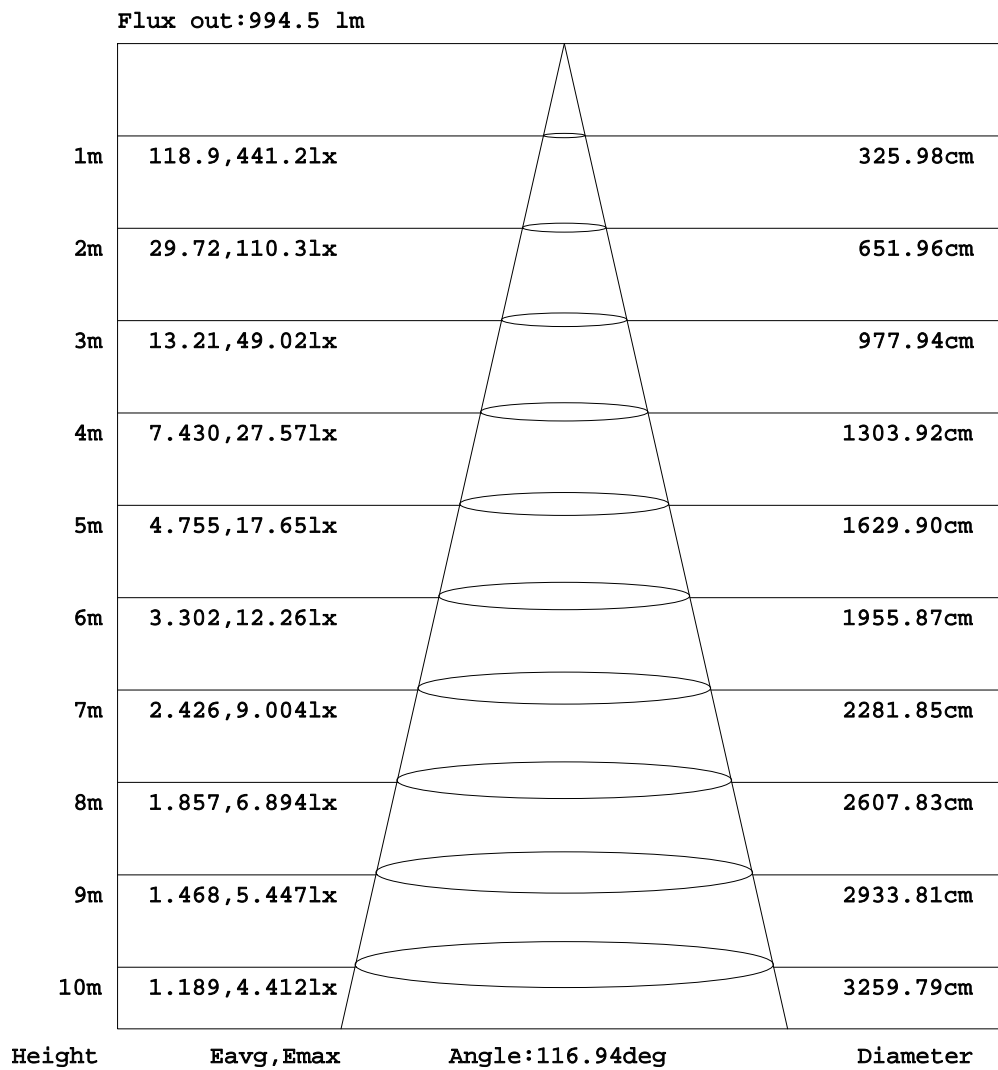 Flux out:994.5 lm
1m 118.9,441.2lx 325.98cm
2m 29.72,110.3lx 651.96cm
3m 13.21,49.02lx 977.94cm
4m 7.430,27.57lx 1303.92cm
5m 4.755,17.65lx 1629.90cm
6m 3.302,12.26lx 1955.87cm
7m 2.426,9.004lx 2281.85cm
8m 1.857,6.894lx 2607.83cm
9m 1.468,5.447lx 2933.81cm
10m 1.189,4.412lx 3259.79cm
Height Eavg,Emax Angle:116.94deg Diameter